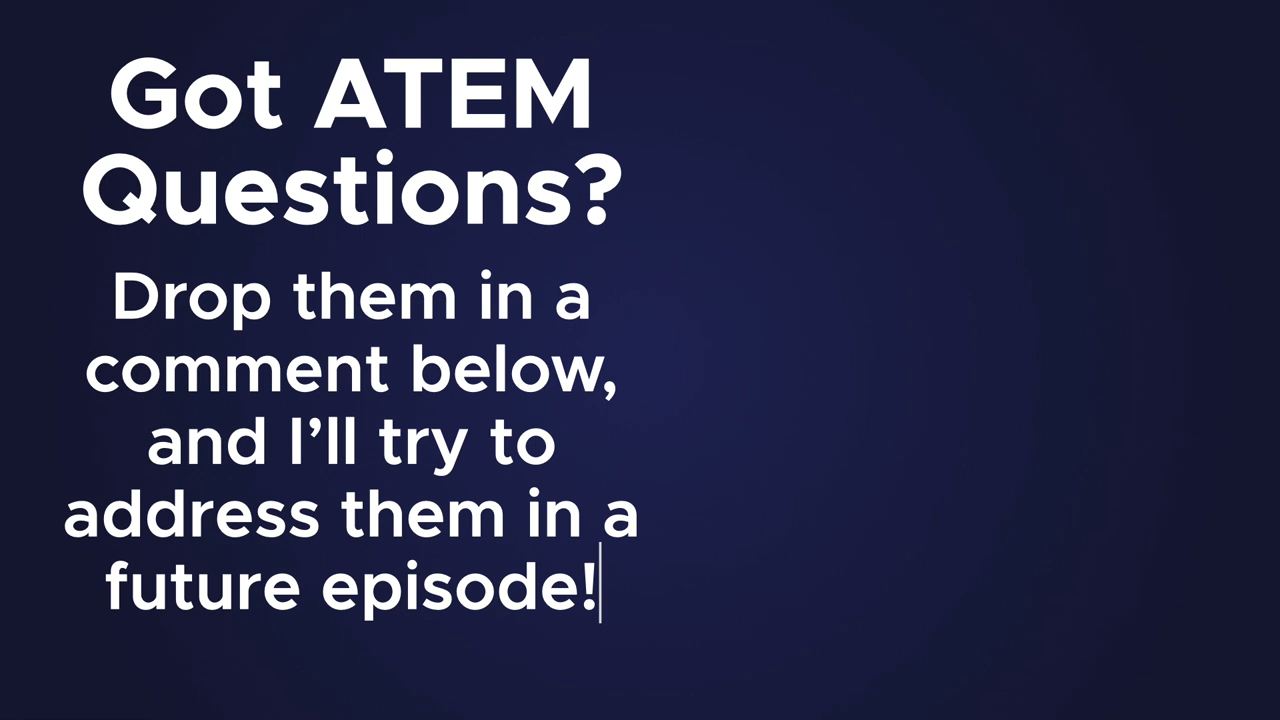 Got ATEM
Questions?
Drop them in a
comment below,
and I’ll try to
address them in a
future episode!